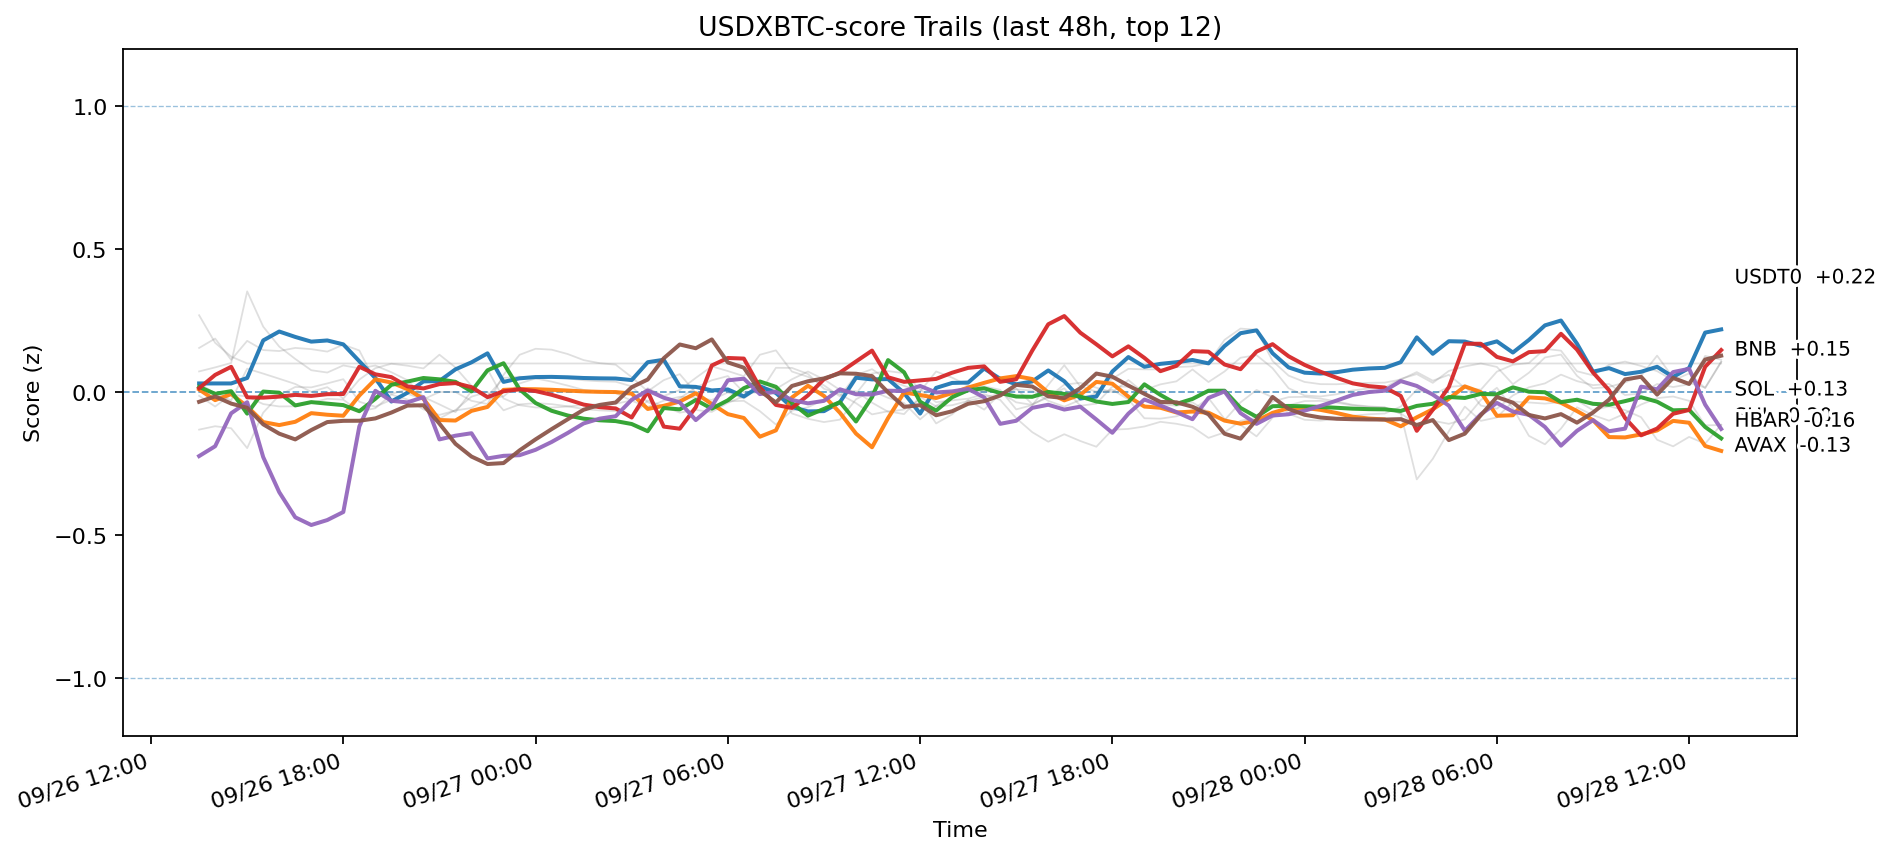 USDXBTC-score Trails (last 48h, top 12)
Score (z)
1.0
0.5
0.0
−0.5
−1.0
USDT0 +0.22
BNB +0.15
SOL +0.13
HBAR -0.16
AVAX -0.13
09/26 12:00
09/26 18:00
09/27 00:00
09/27 06:00
09/27 12:00
09/27 18:00
09/28 00:00
09/28 06:00
09/28 12:00
Time